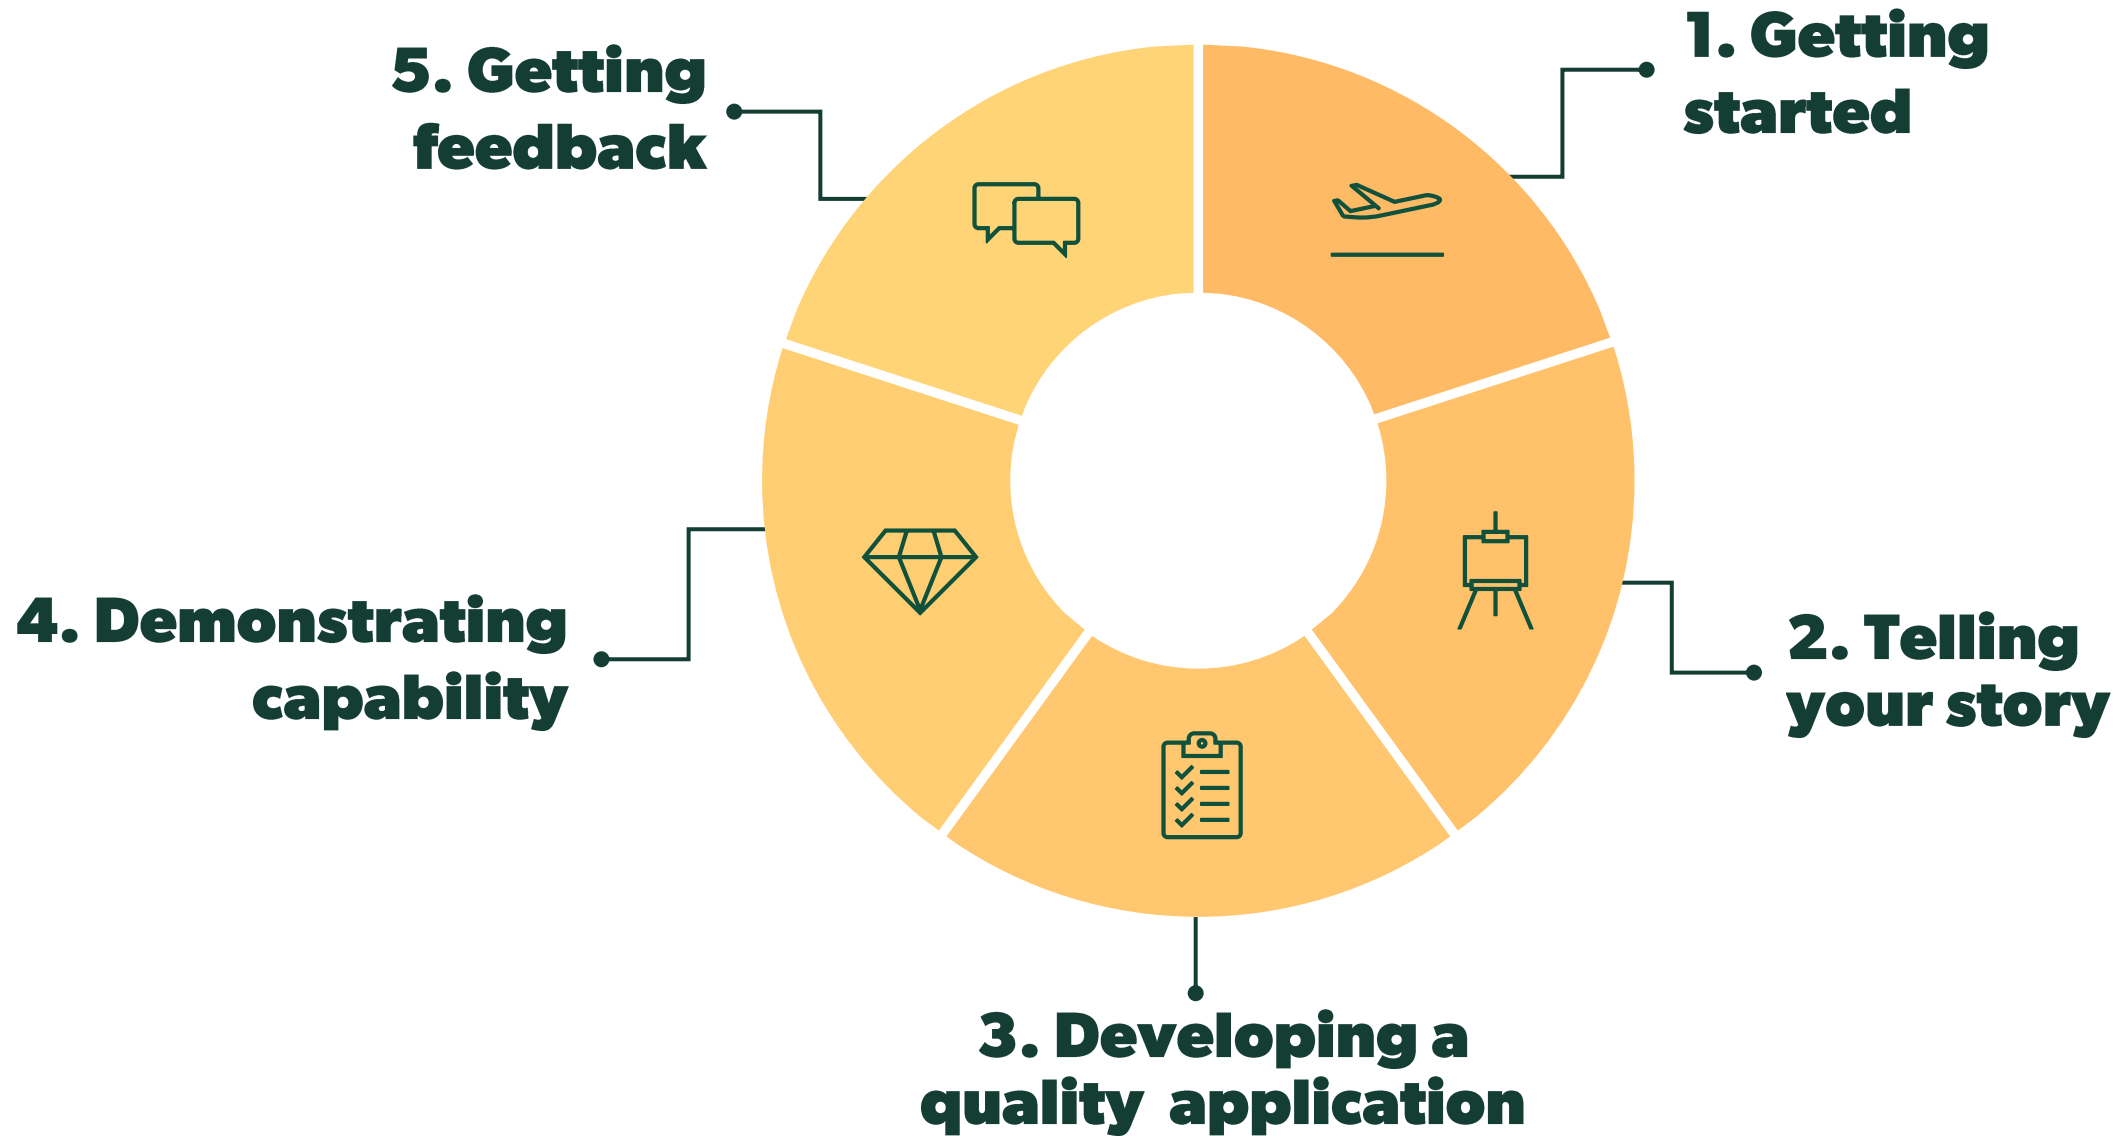 1. Getting
started
2. Telling
your story
3. Developing a
quality application
4. Demonstrating
capability
5. Getting
feedback